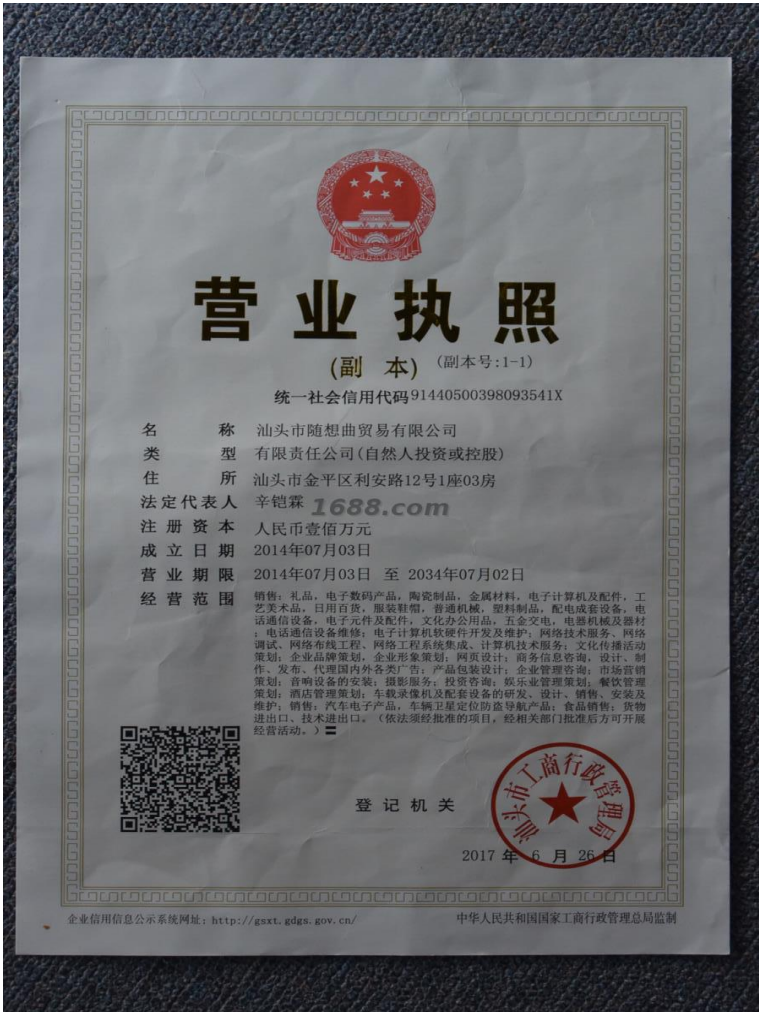 营业执照
(副 本) (副本号:1-1)
统一社会信用代码91440500398093541X
名 称 汕头市随想曲贸易有限公司
类 型 有限责任公司(自然人投资或控股)
住 所 汕头市金平区利安路12号1座03房
法定代表人 辛铠霖
1688.com
注册资本 人民币壹佰万元
成立日期 2014年07月03日
营业期限 2014年07月03日 至 2034年07月02日
经营范围 销售：礼品，电子数码产品，陶瓷制品，金属材料，电子计算机及配件，工
艺美术品，日用百货，服装鞋帽，普通机械，塑料制品，配电成套设备，电
话通信设备，电子元件及配件，文化办公用品，五金交电，电器机械及器材
；电话通信设备维修；电子计算机软硬件开发及维护；网络技术服务、网络
调试、网络布线工程、网络工程系统集成、计算机技术服务；文化传播活动
策划；企业品牌策划，企业形象策划；网页设计；商务信息咨询，设计、制
作、发布、代理国内外各类广告；产品包装设计；企业管理咨询；市场营销
策划；音响设备的安装；摄影服务；投资咨询；娱乐业管理策划；餐饮管理
策划；酒店管理策划；车载录像机及配套设备的研发、设计、销售、安装及
维护；销售：汽车电子产品，车辆卫星定位防盗导航产品；食品销售；货物
进出口、技术进出口。（依法须经批准的项目，经相关部门批准后方可开展
经营活动。）
登记机关
汕头市工商行政管理局
2017 年 6 月 26 日
企业信用信息公示系统网址：http://gsxt.gdgs.gov.cn/
中华人民共和国国家工商行政管理总局监制